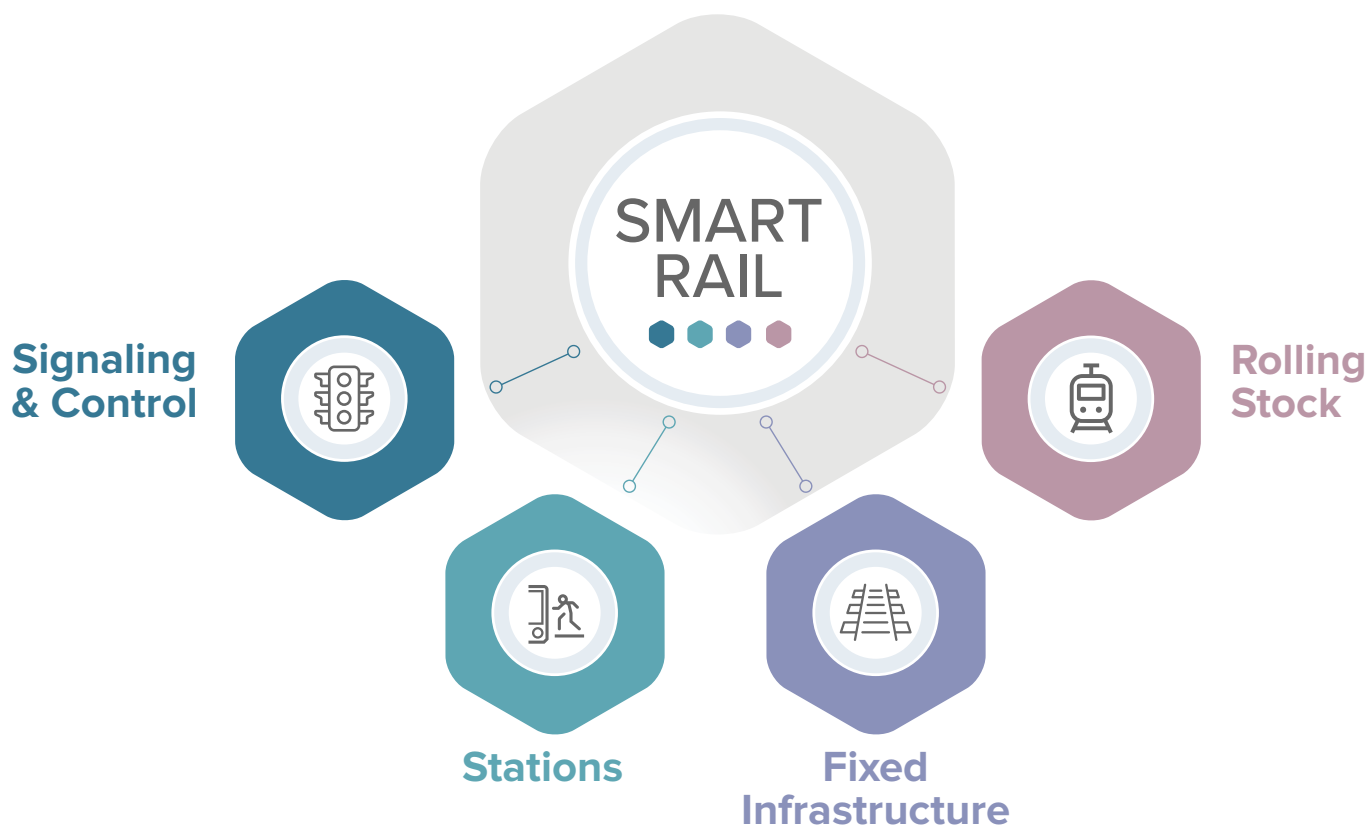 SMART
RAIL
Signaling
& Control
Rolling
Stock
Stations
Fixed
Infrastructure